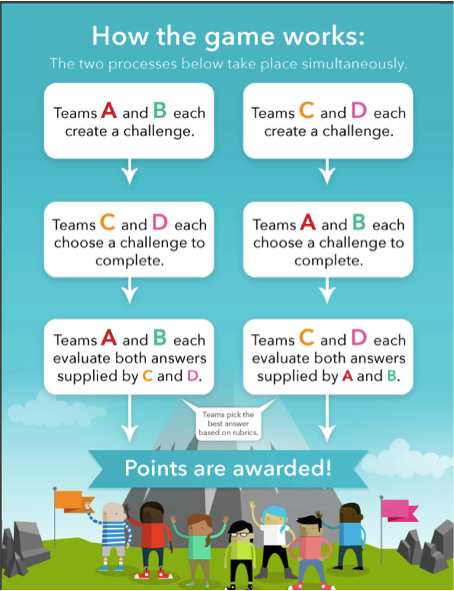 How the game works:
The two processes below take place simultaneously.
Teams A and B each
create a challenge.
Teams C and D each
create a challenge.
Teams C and D each
choose a challenge to
complete.
Teams A and B each
choose a challenge to
complete.
Teams A and B each
evaluate both answers
supplied by C and D.
Teams C and D each
evaluate both answers
supplied by A and B.
Teams pick the
best answer
based on rubrics.
Points are awarded!